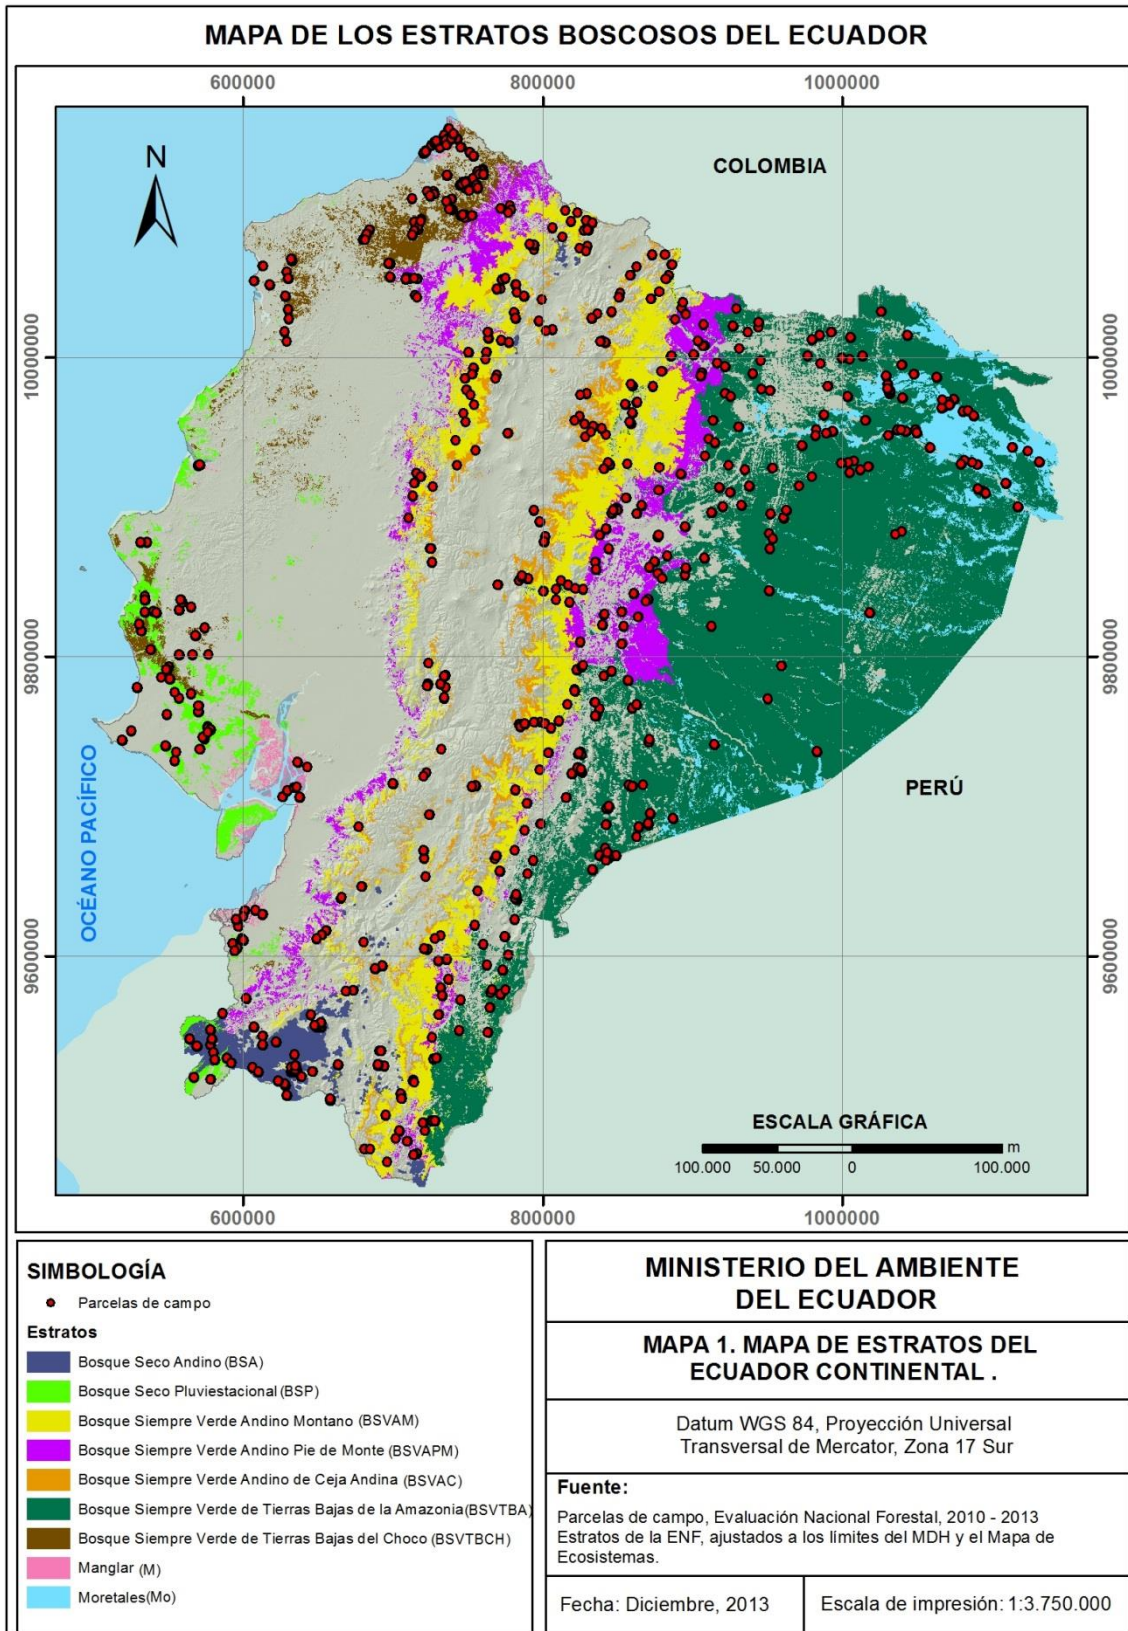 MAPA DE LOS ESTRATOS BOSCOSOS DEL ECUADOR
600000 800000 1000000
N
COLOMBIA
10000000 10000000
9800000 9800000
PERÚ
OCÉANO PACÍFICO
9600000 9600000
ESCALA GRÁFICA
m
100.000 50.000 0 100.000
600000 800000 1000000
SIMBOLOGÍA
Parcelas de campo
Estratos
Bosque Seco Andino (BSA)
Bosque Seco Pluviestacional (BSP)
Bosque Siempre Verde Andino Montano (BSVAM)
Bosque Siempre Verde Andino Pie de Monte (BSVAPM)
Bosque Siempre Verde Andino de Ceja Andina (BSVAC)
Bosque Siempre Verde de Tierras Bajas de la Amazonia(BSVTBA)
Bosque Siempre Verde de Tierras Bajas del Choco (BSVTBCH)
Manglar (M)
Moretales(Mo)
MINISTERIO DEL AMBIENTE
DEL ECUADOR
MAPA 1. MAPA DE ESTRATOS DEL
ECUADOR CONTINENTAL .
Datum WGS 84, Proyección Universal
Transversal de Mercator, Zona 17 Sur
Fuente:
Parcelas de campo, Evaluación Nacional Forestal, 2010 - 2013
Estratos de la ENF, ajustados a los límites del MDH y el Mapa de
Ecosistemas.
Fecha: Diciembre, 2013
Escala de impresión: 1:3.750.000